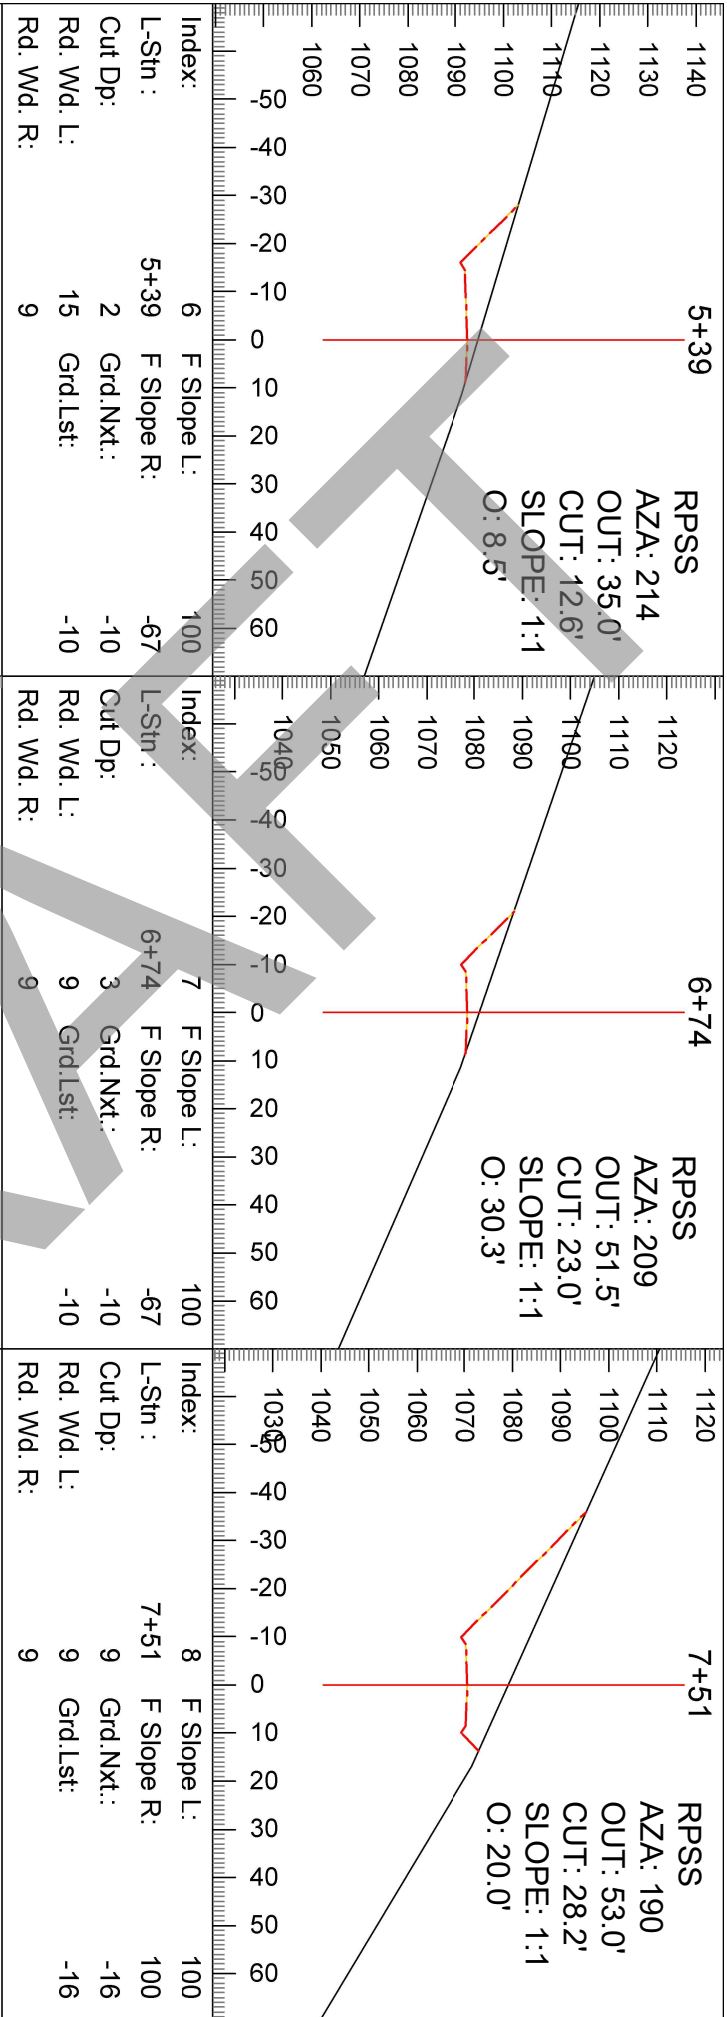 5+39
RPSS
AZA: 214
OUT: 35.0'
CUT: 12.6'
SLOPE: 1:1
O: 8.5'
1140
1130
1120
1110
1100
1090
1080
1070
1060
-50 -40 -30 -20 -10 0 10 20 30 40 50 60
Index: 6 F Slope L: 100
L-Stn : 5+39 F Slope R: -67
Cut Dp: 2 Grd.Nxt.: -10
Rd. Wd. L: 15 Grd.Lst: -10
Rd. Wd. R: 9
6+74
RPSS
AZA: 209
OUT: 51.5'
CUT: 23.0'
SLOPE: 1:1
O: 30.3'
1120
1110
1100
1090
1080
1070
1060
1050
1040
-50 -40 -30 -20 -10 0 10 20 30 40 50 60
Index: 7 F Slope L: 100
L-Stn : 6+74 F Slope R: -67
Cut Dp: 3 Grd.Nxt.: -10
Rd. Wd. L: 9 Grd.Lst: -10
Rd. Wd. R: 9
7+51
RPSS
AZA: 190
OUT: 53.0'
CUT: 28.2'
SLOPE: 1:1
O: 20.0'
1120
1110
1100
1090
1080
1070
1060
1050
1040
1030
-50 -40 -30 -20 -10 0 10 20 30 40 50 60
Index: 8 F Slope L: 100
L-Stn : 7+51 F Slope R: 100
Cut Dp: 9 Grd.Nxt.: -16
Rd. Wd. L: 9 Grd.Lst: -16
Rd. Wd. R: 9
AFT